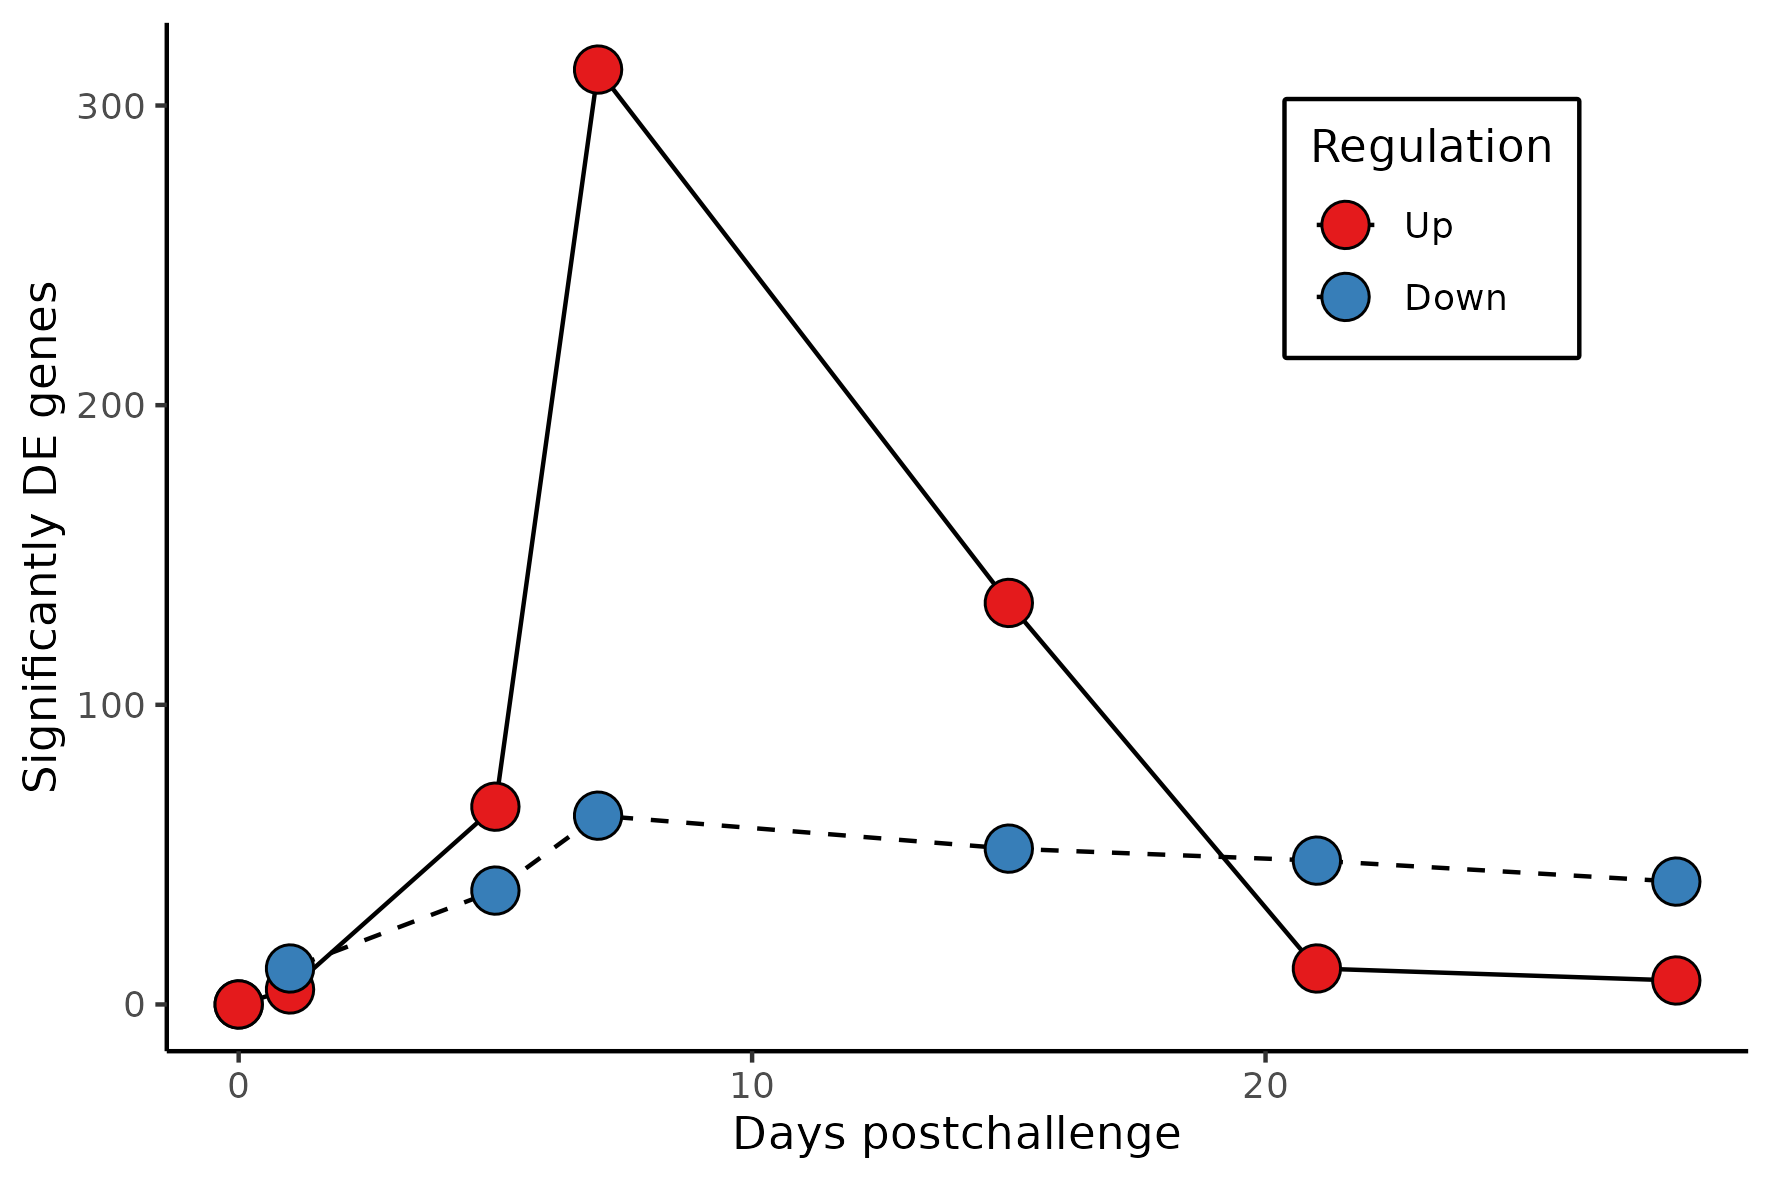 Significantly DE genes
300
200
100
0
0
10
20
Days postchallenge
Regulation
Up
Down